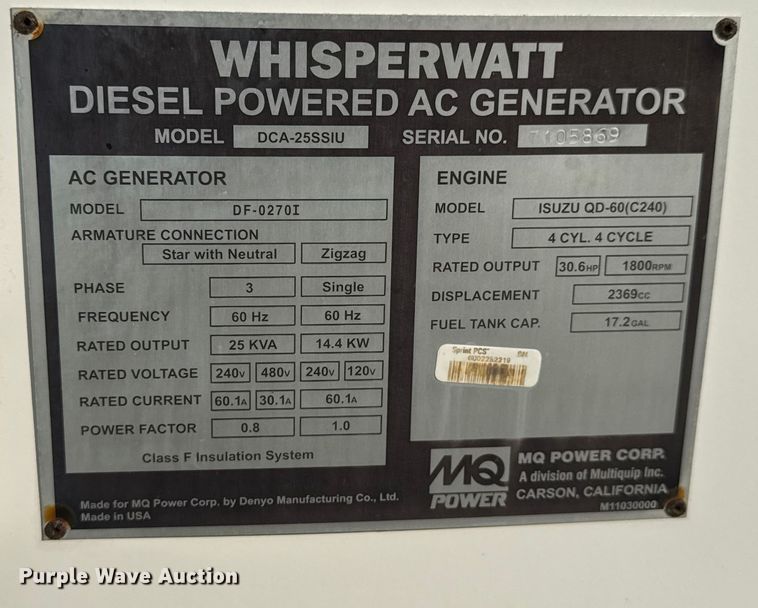 WHISPERWATT
DIESEL POWERED AC GENERATOR
MODEL DCA-25SSIU SERIAL NO. 7105869
AC GENERATOR
MODEL DF-0270I
ARMATURE CONNECTION
Star with Neutral Zigzag
PHASE 3 Single
FREQUENCY 60 Hz 60 Hz
RATED OUTPUT 25 KVA 14.4 KW
RATED VOLTAGE 240V 480V 240V 120V
RATED CURRENT 60.1A 30.1A 60.1A
POWER FACTOR 0.8 1.0
Class F Insulation System
ENGINE
MODEL ISUZU QD-60(C240)
TYPE 4 CYL. 4 CYCLE
RATED OUTPUT 30.6HP 1800RPM
DISPLACEMENT 2369CC
FUEL TANK CAP. 17.2GAL
Sprint PCS
MQ
POWER
MQ POWER CORP.
A division of Multiquip Inc.
CARSON, CALIFORNIA
M11030000
Made for MQ Power Corp. by Denyo Manufacturing Co., Ltd.
Made in USA
Purple Wave Auction